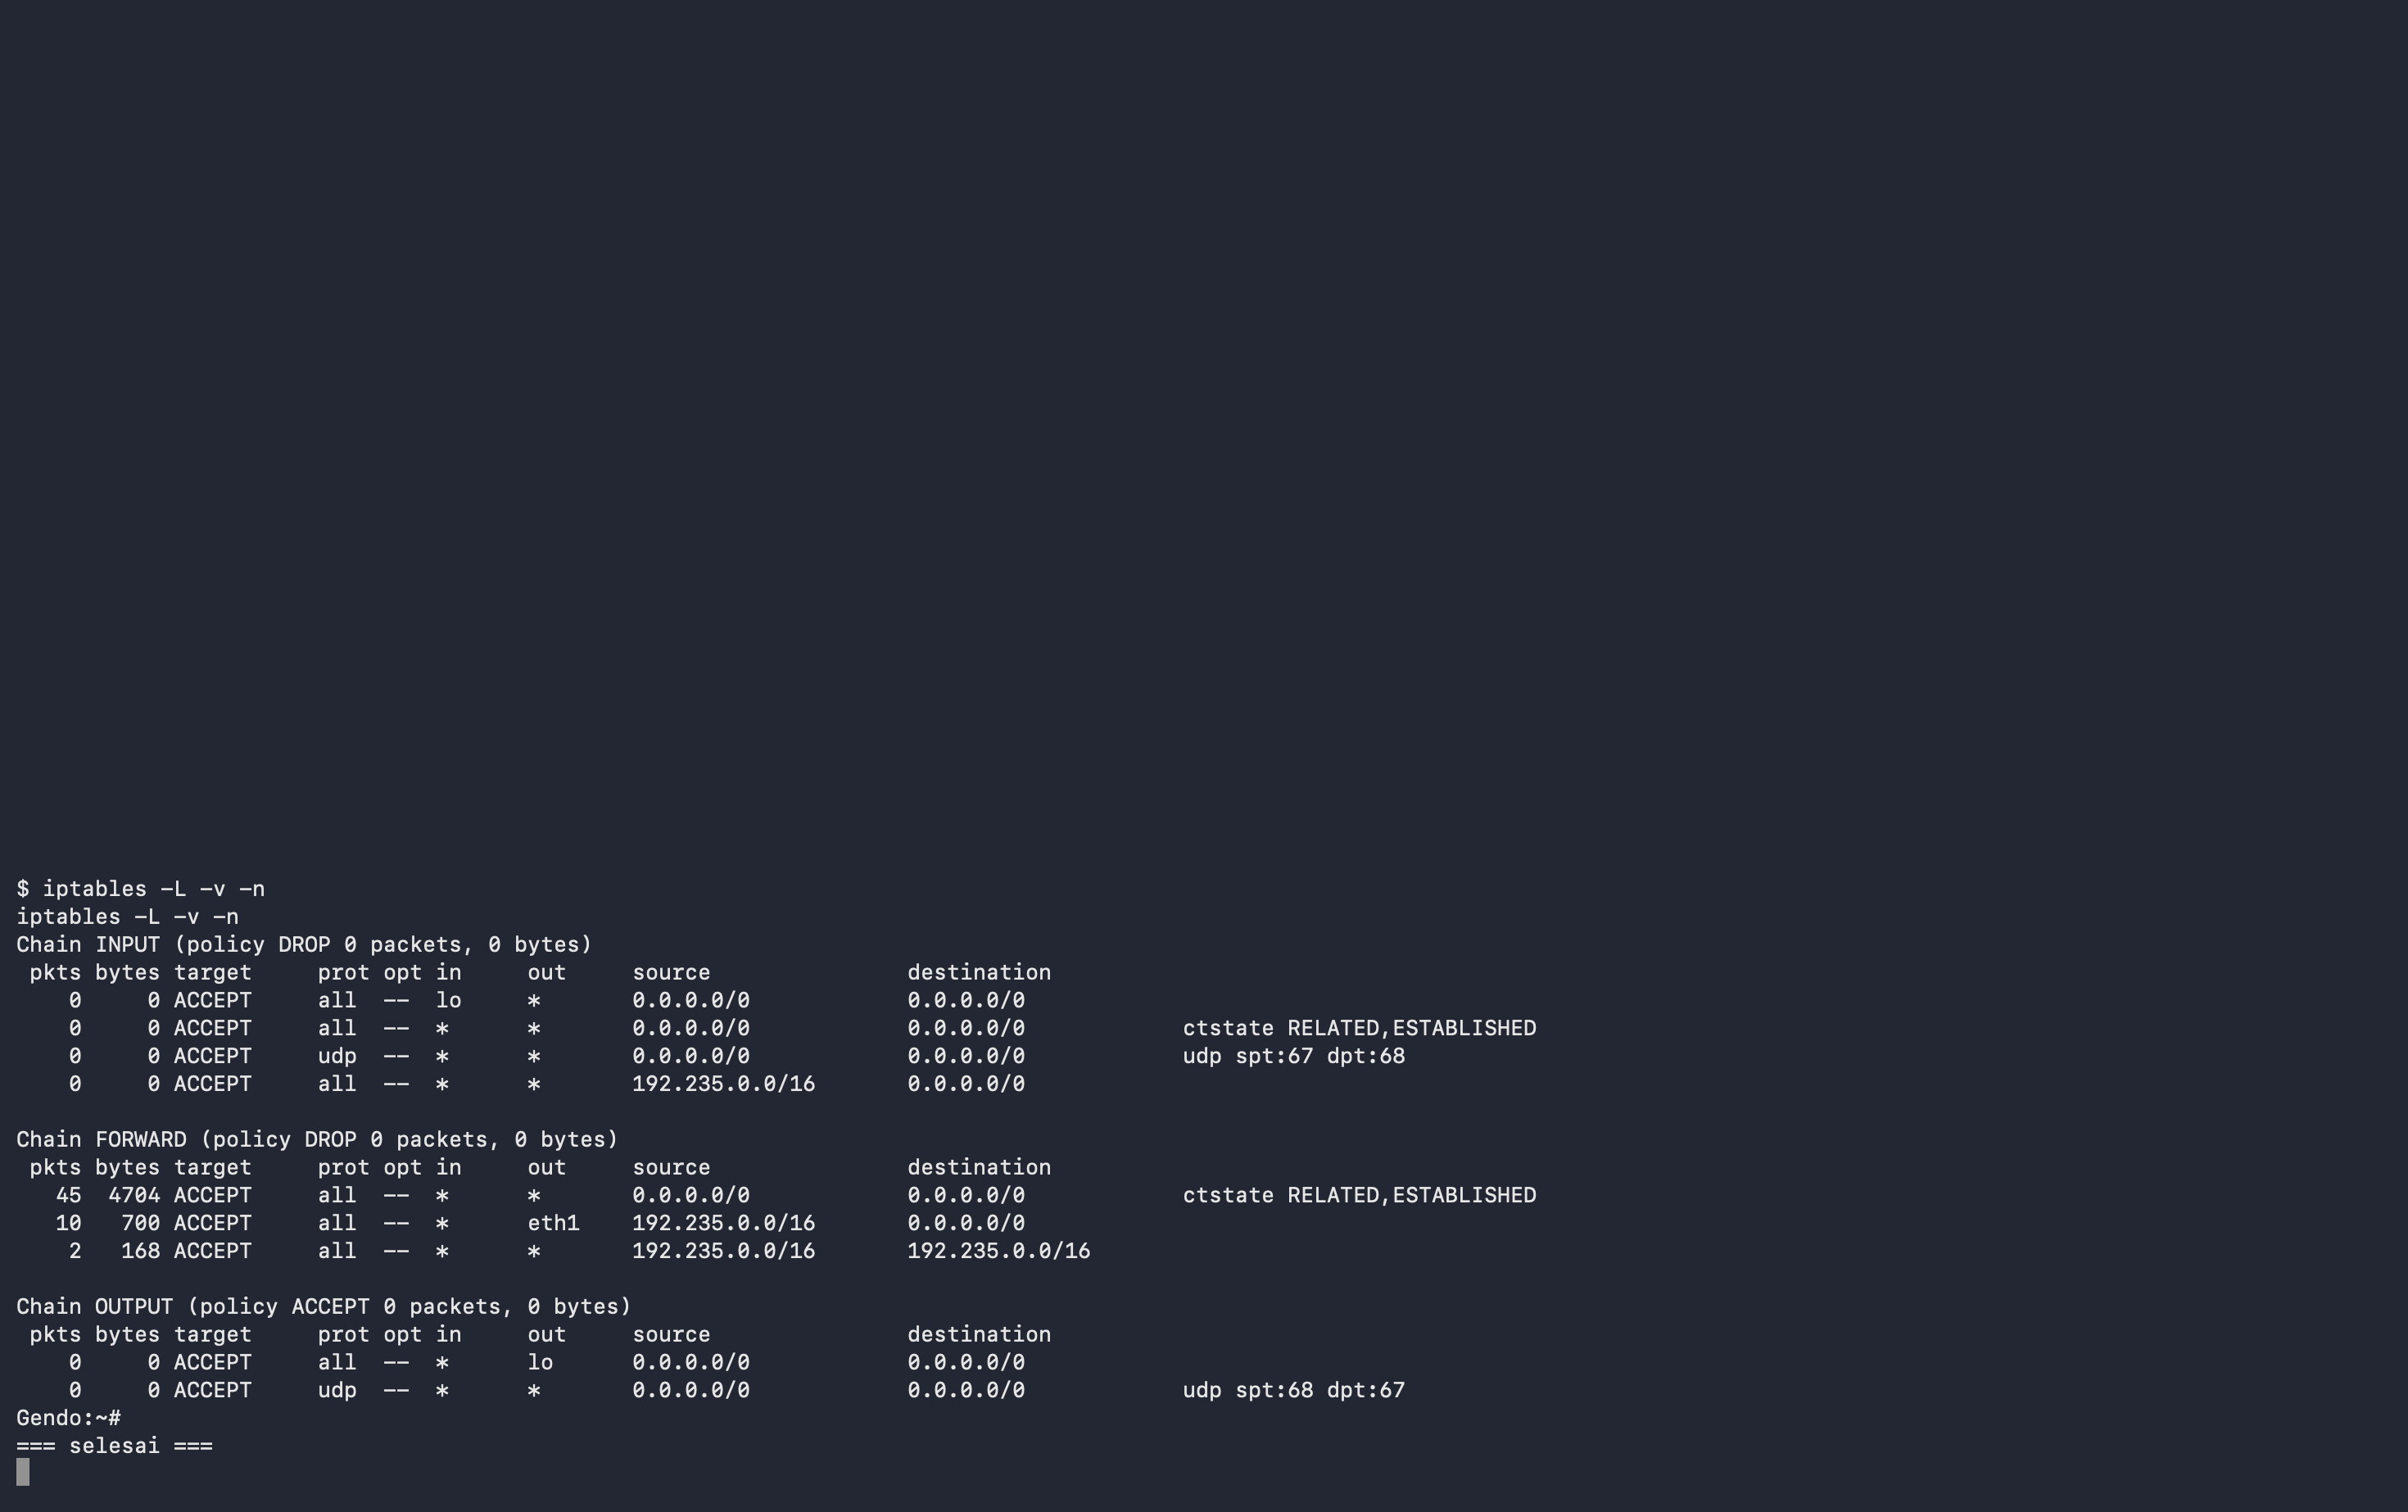 $ iptables -L -v -n
iptables -L -v -n
Chain INPUT (policy DROP 0 packets, 0 bytes)
 pkts bytes target     prot opt in     out     source               destination
    0     0 ACCEPT     all  --  lo     *       0.0.0.0/0            0.0.0.0/0
    0     0 ACCEPT     all  --  *      *       0.0.0.0/0            0.0.0.0/0            ctstate RELATED,ESTABLISHED
    0     0 ACCEPT     udp  --  *      *       0.0.0.0/0            0.0.0.0/0            udp spt:67 dpt:68
    0     0 ACCEPT     all  --  *      *       192.235.0.0/16       0.0.0.0/0

Chain FORWARD (policy DROP 0 packets, 0 bytes)
 pkts bytes target     prot opt in     out     source               destination
   45  4704 ACCEPT     all  --  *      *       0.0.0.0/0            0.0.0.0/0            ctstate RELATED,ESTABLISHED
   10   700 ACCEPT     all  --  *      eth1    192.235.0.0/16       0.0.0.0/0
    2   168 ACCEPT     all  --  *      *       192.235.0.0/16       192.235.0.0/16

Chain OUTPUT (policy ACCEPT 0 packets, 0 bytes)
 pkts bytes target     prot opt in     out     source               destination
    0     0 ACCEPT     all  --  *      lo      0.0.0.0/0            0.0.0.0/0
    0     0 ACCEPT     udp  --  *      *       0.0.0.0/0            0.0.0.0/0            udp spt:68 dpt:67
Gendo:~#
=== selesai ===